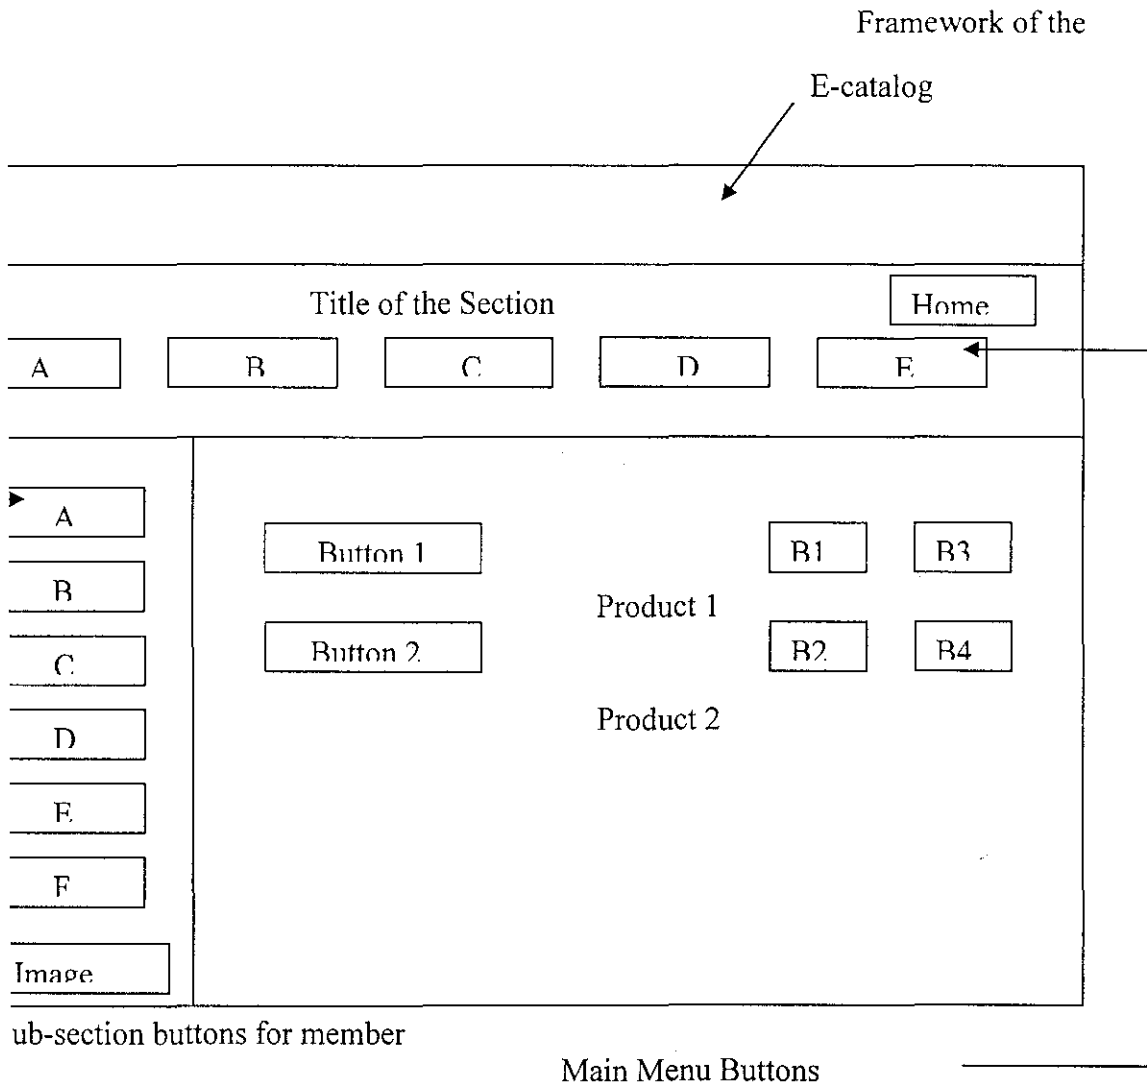 Framework of the
E-catalog
Title of the Section
Home
A B C D E
A
B
C
D
E
F
Image
Button 1
Button 2
Product 1
Product 2
B1 B3
B2 B4
ub-section buttons for member
Main Menu Buttons